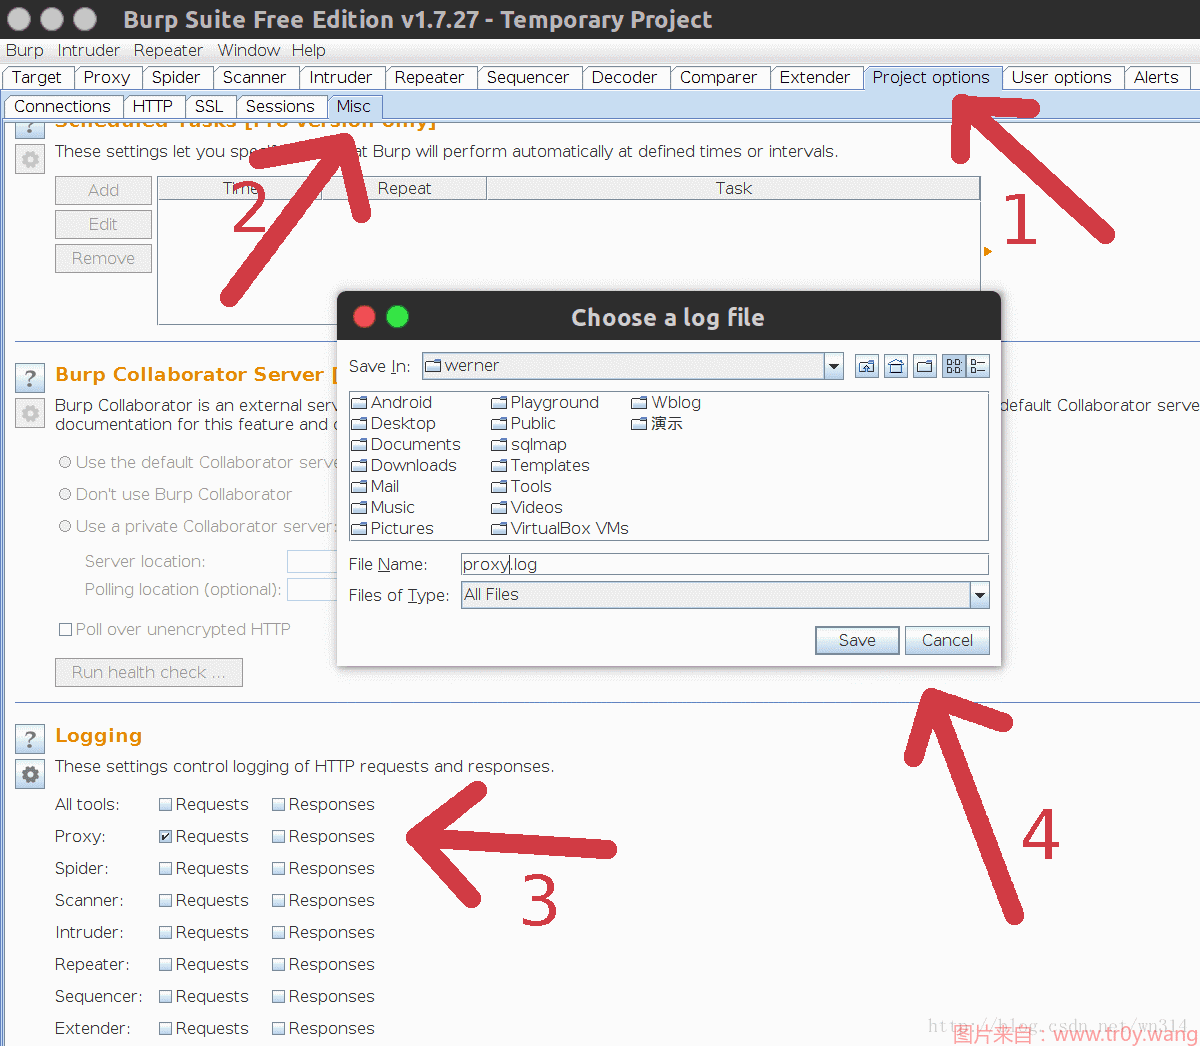 Burp Suite Free Edition v1.7.27 - Temporary Project
Burp Intruder Repeater Window Help
Target Proxy Spider Scanner Intruder Repeater Sequencer Decoder Comparer Extender Project options User options Alerts
Connections HTTP SSL Sessions Misc
? Scheduled Tasks [Pro version only]
These settings let you at Burp will perform automatically at defined times or intervals.
Add
Time Repeat Task
Edit
Remove
2
1
Choose a log file
Save In: werner
Android Playground Wblog
Desktop Public 演示
Documents sqlmap
Downloads Templates
Mail Tools
Music Videos
Pictures VirtualBox VMs
File Name: proxy.log
Files of Type: All Files
Save Cancel
? Burp Collaborator Server [
Burp Collaborator is an external serv default Collaborator serve
documentation for this feature and
Use the default Collaborator serve
Don't use Burp Collaborator
Use a private Collaborator server:
Server location:
Polling location (optional):
Poll over unencrypted HTTP
Run health check ...
? Logging
These settings control logging of HTTP requests and responses.
All tools: Requests Responses
Proxy: Requests Responses
Spider: Requests Responses
Scanner: Requests Responses
Intruder: Requests Responses
Repeater: Requests Responses
Sequencer: Requests Responses
Extender: Requests Responses
3
4
http://blog.csdn.net/wn314
图片来自：www.tr0y.wang